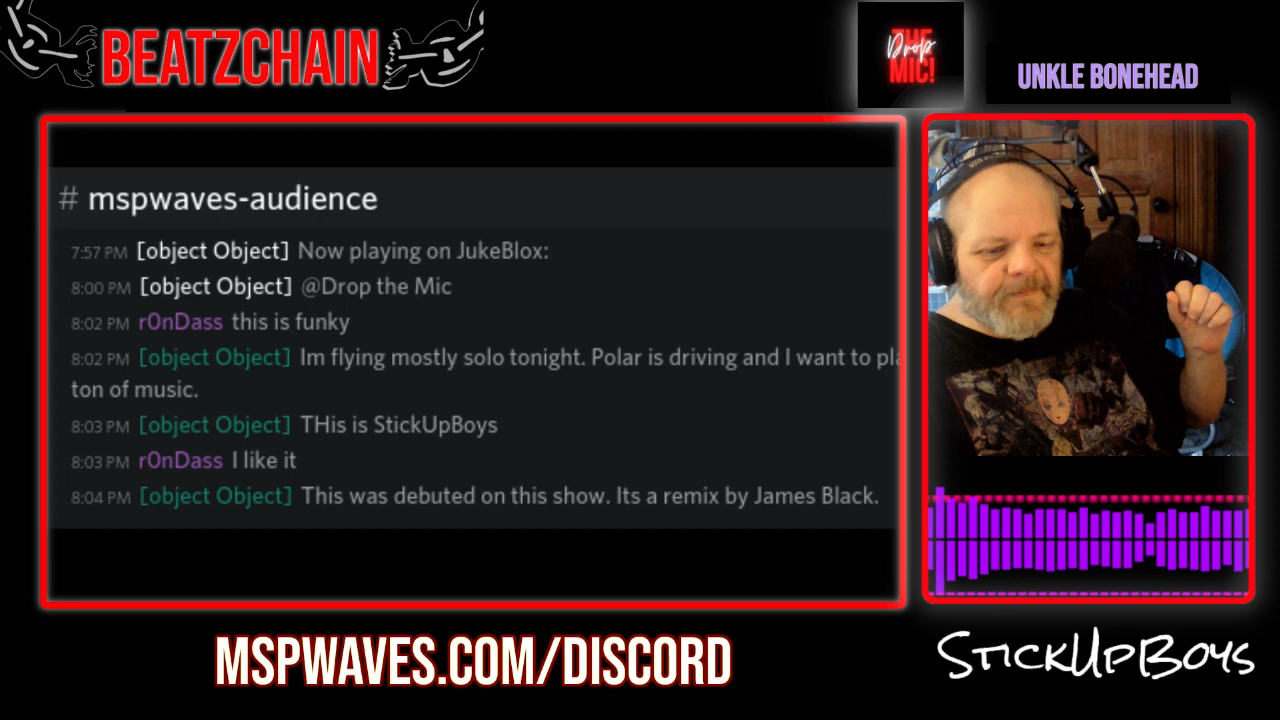 BEATZCHAIN
THE
Drop
MIC!
UNKLE BONEHEAD
# mspwaves-audience
7:57 PM [object Object] Now playing on JukeBlox:
8:00 PM [object Object] @Drop the Mic
8:02 PM r0nDass this is funky
8:02 PM [object Object] Im flying mostly solo tonight. Polar is driving and I want to pla
ton of music.
8:03 PM [object Object] THis is StickUpBoys
8:03 PM r0nDass I like it
8:04 PM [object Object] This was debuted on this show. Its a remix by James Black.
MSPWAVES.COM/DISCORD
StickUpBoys